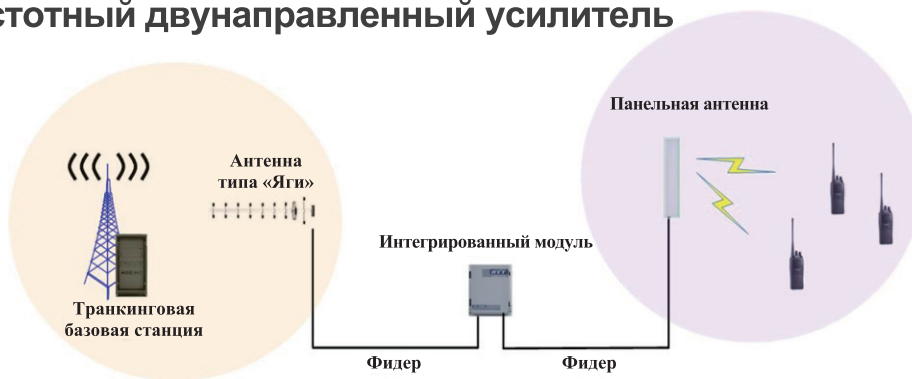 стотный двунаправленный усилитель
Панельная антенна
Антенна
типа «Яги»
Интегрированный модуль
Транкинговая
базовая станция
Фидер
Фидер